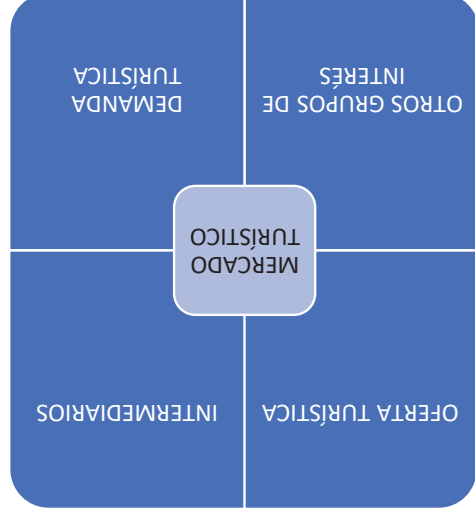 OFERTA TURÍSTICA
INTERMEDIARIOS
MERCADO
TURÍSTICO
OTROS GRUPOS DE
INTERÉS
DEMANDA
TURÍSTICA